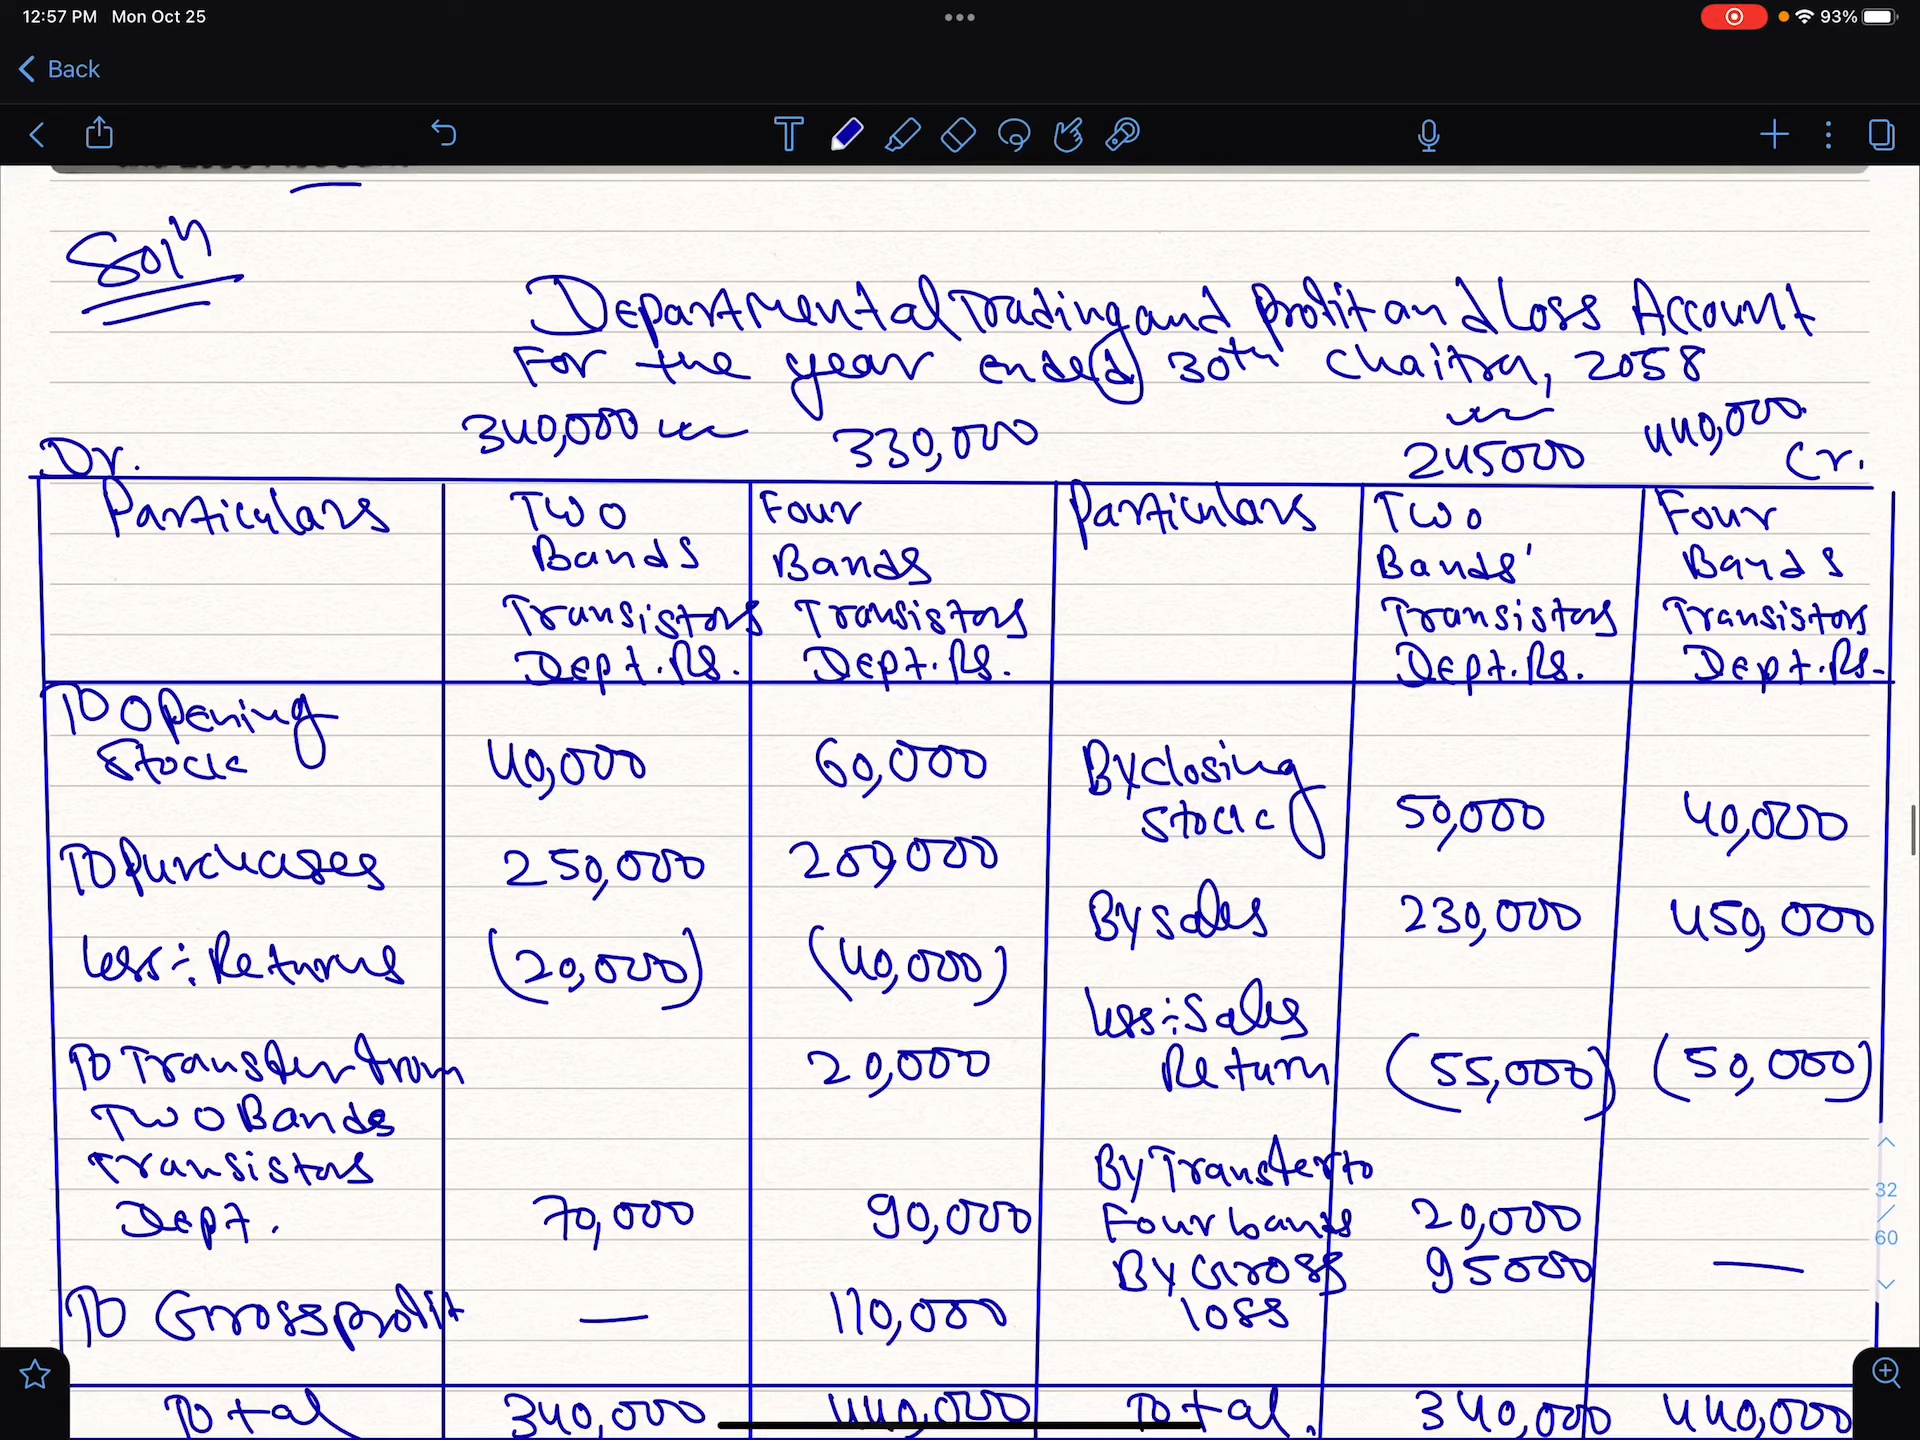 12:57 PM Mon Oct 25
93%
Back
Soln
Departmental Trading and Profit and Loss Account
For the year ended 30th Chaitra, 2058
340,000 330,000 245000 440,000
Dr. Cr.
Particulars Two Four Particulars Two Four
Bands Bands Bands' Bands
Transistors Transistors Transistors Transistors
Dept. Rs. Dept. Rs. Dept. Rs. Dept. Rs.
To Opening
Stock 40,000 60,000 By closing
Stock 50,000 40,000
To Purchases 250,000 200,000
By sales 230,000 450,000
Less:- Returns (20,000) (40,000)
Less:- Sales
Return (55,000) (50,000)
To Transfer from 20,000
Two Bands
Transistors By Transfer to
Dept. 70,000 90,000 Four bands 20,000
By Gross 95000 —
To Gross profit — 110,000 loss
Total 340,000 440,000 Total. 340,000 440,000
32
60